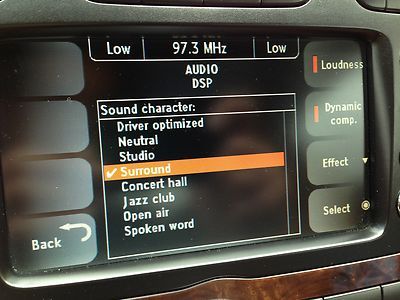 Low 97.3 MHz Low
AUDIO
DSP
Loudness
Sound character:
Driver optimized
Neutral
Studio
✔ Surround
Concert hall
Jazz club
Open air
Spoken word
Dynamic
comp.
Effect
Select
Back